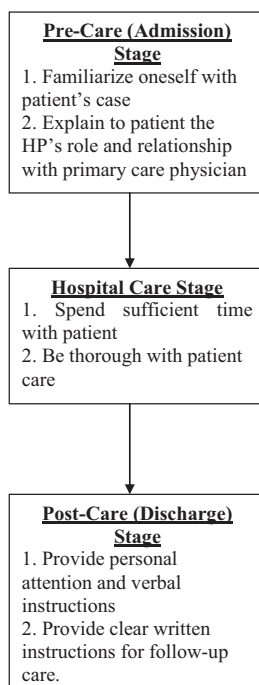 Pre-Care (Admission)
Stage
1. Familiarize oneself with
patient's case
2. Explain to patient the
HP's role and relationship
with primary care physician
Hospital Care Stage
1. Spend sufficient time
with patient
2. Be thorough with patient
care
Post-Care (Discharge)
Stage
1. Provide personal
attention and verbal
instructions
2. Provide clear written
instructions for follow-up
care.